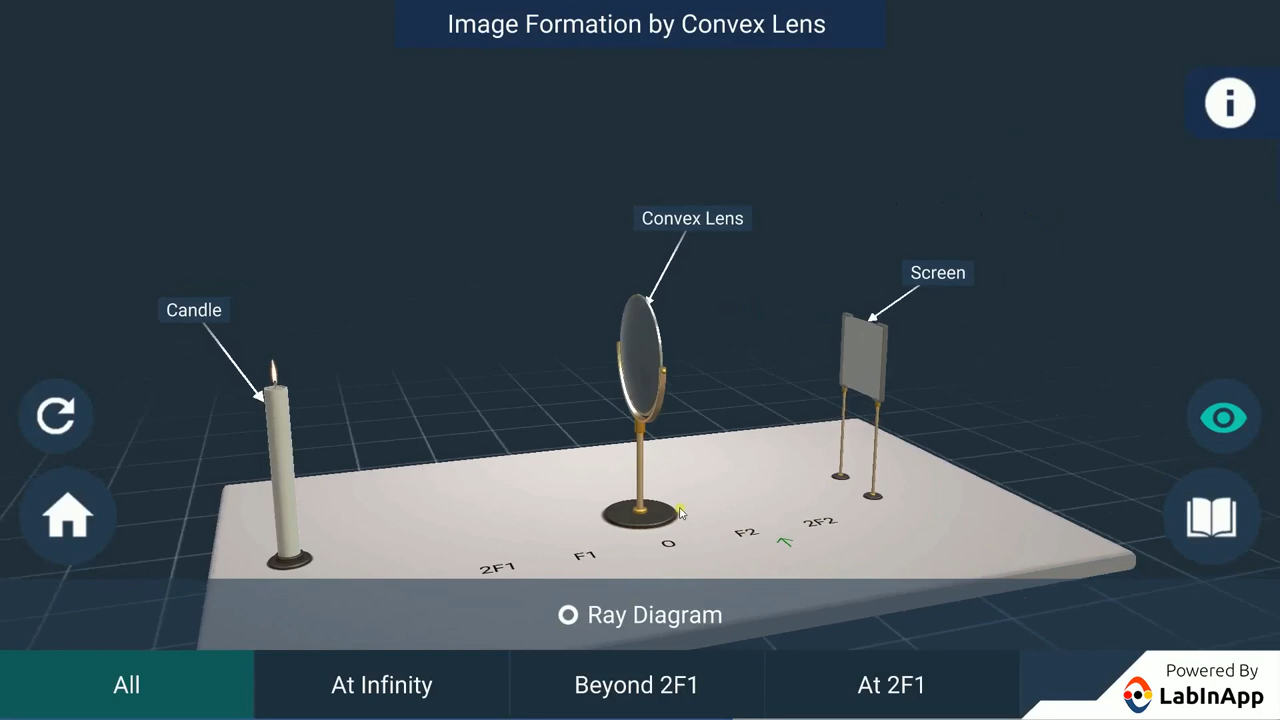 Image Formation by Convex Lens
Convex Lens
Screen
Candle
2F1
F1
O
F2
2F2
Ray Diagram
All
At Infinity
Beyond 2F1
At 2F1
Powered By
LabInApp